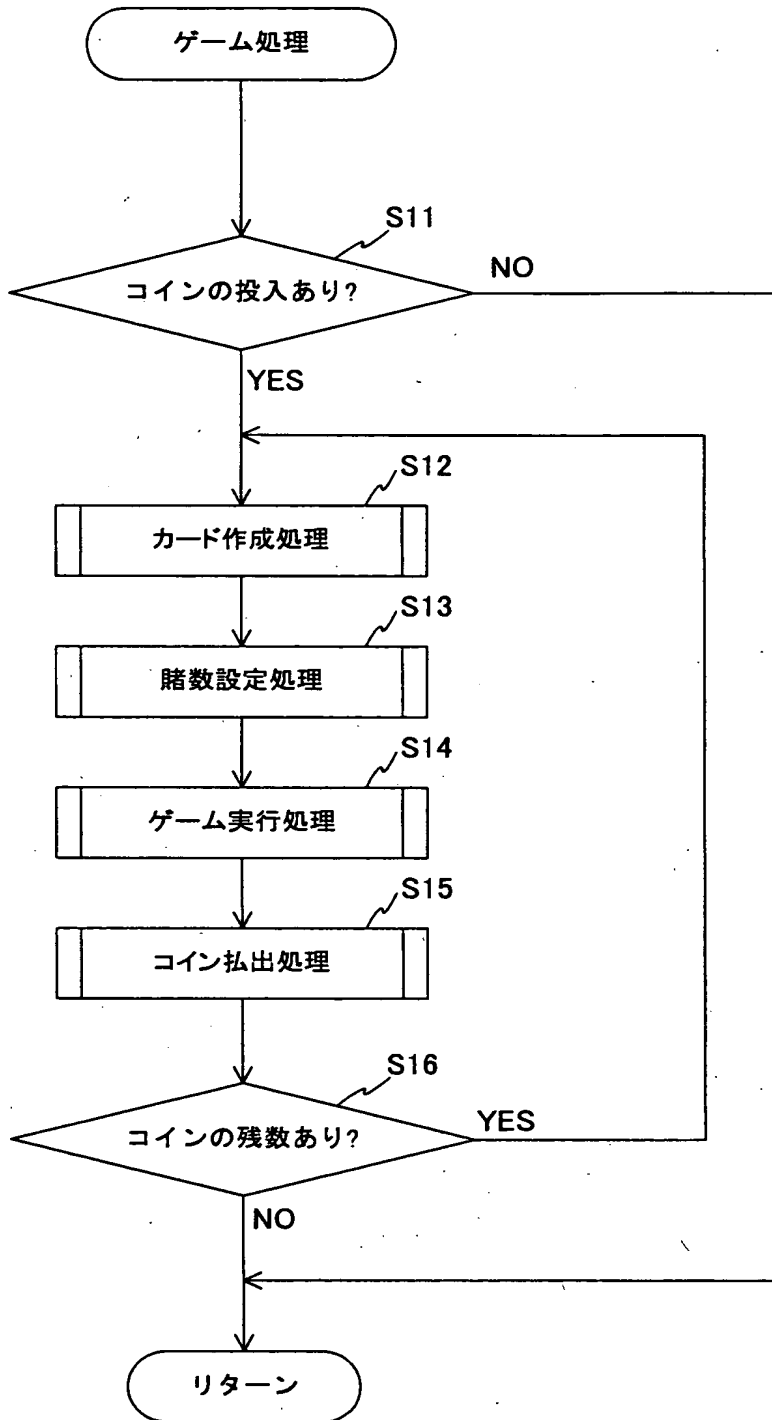 ゲーム処理
S11
コインの投入あり?
NO
YES
S12
カード作成処理
S13
賭数設定処理
S14
ゲーム実行処理
S15
コイン払出処理
S16
コインの残数あり?
YES
NO
リターン